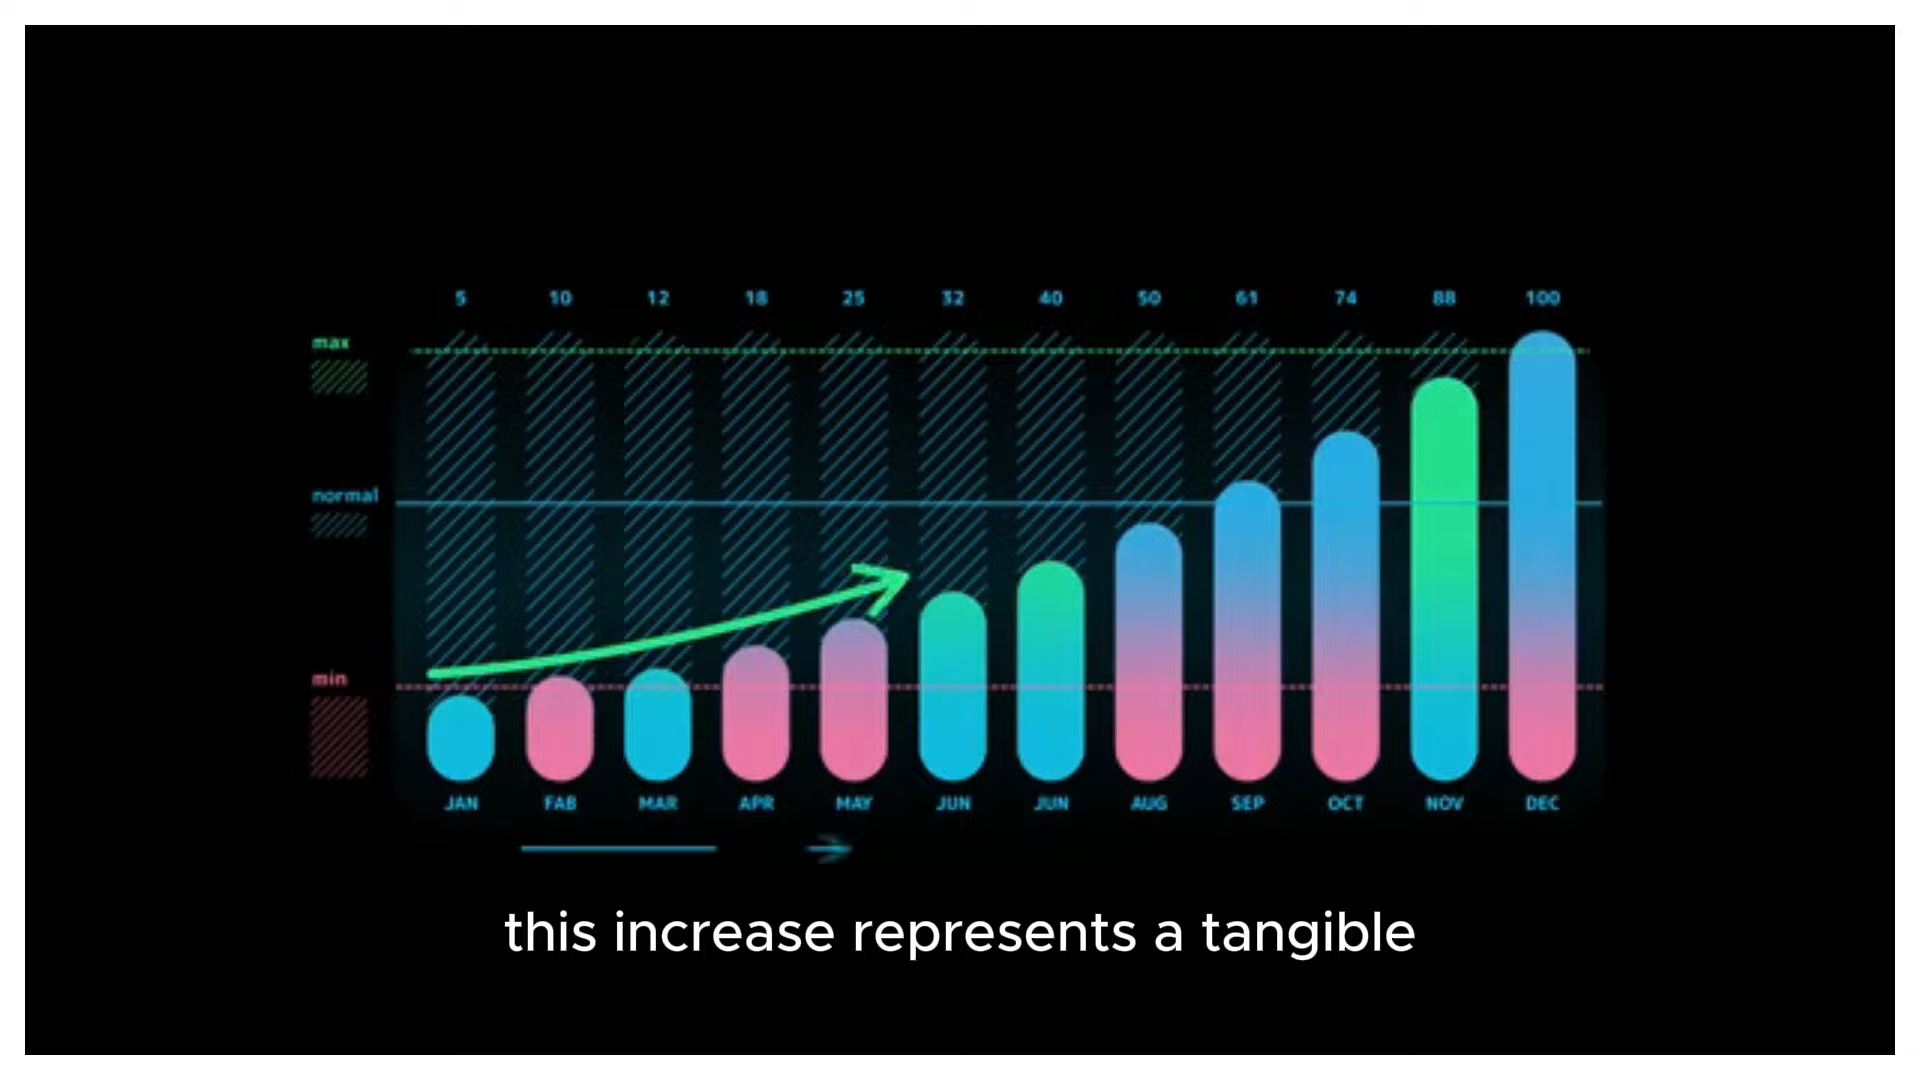 5 10 12 18 25 32 40 50 61 74 88 100
max
normal
min
JAN FAB MAR APR MAY JUN JUN AUG SEP OCT NOV DEC
this increase represents a tangible